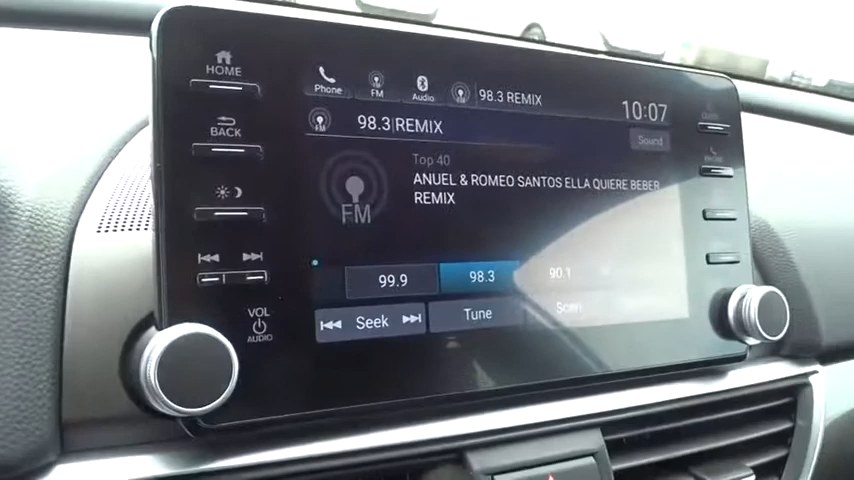 HOME
Phone
FM
Audio
98.3 REMIX
10:07
BACK
98.3|REMIX
Sound
Top 40
ANUEL & ROMEO SANTOS ELLA QUIERE BEBER
REMIX
FM
99.9
98.3
90.1
Seek
Tune
Scan
VOL
AUDIO